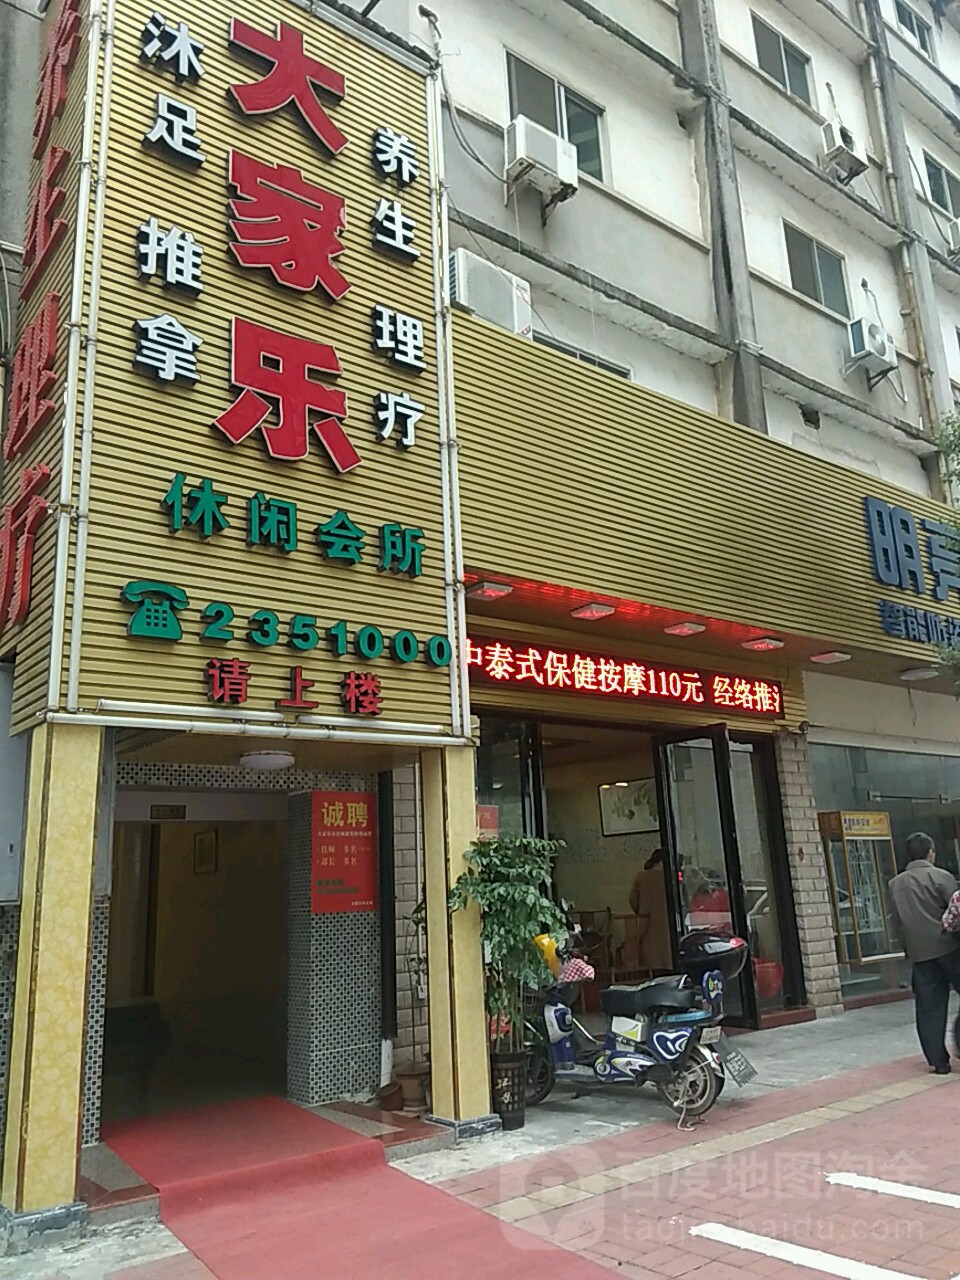 沐足推拿
大家乐
养生理疗
休闲会所
2351000
请上楼
泰式保健按摩110元 经络推
诚聘
明亮
百度地图淘金
taojin.baidu.com